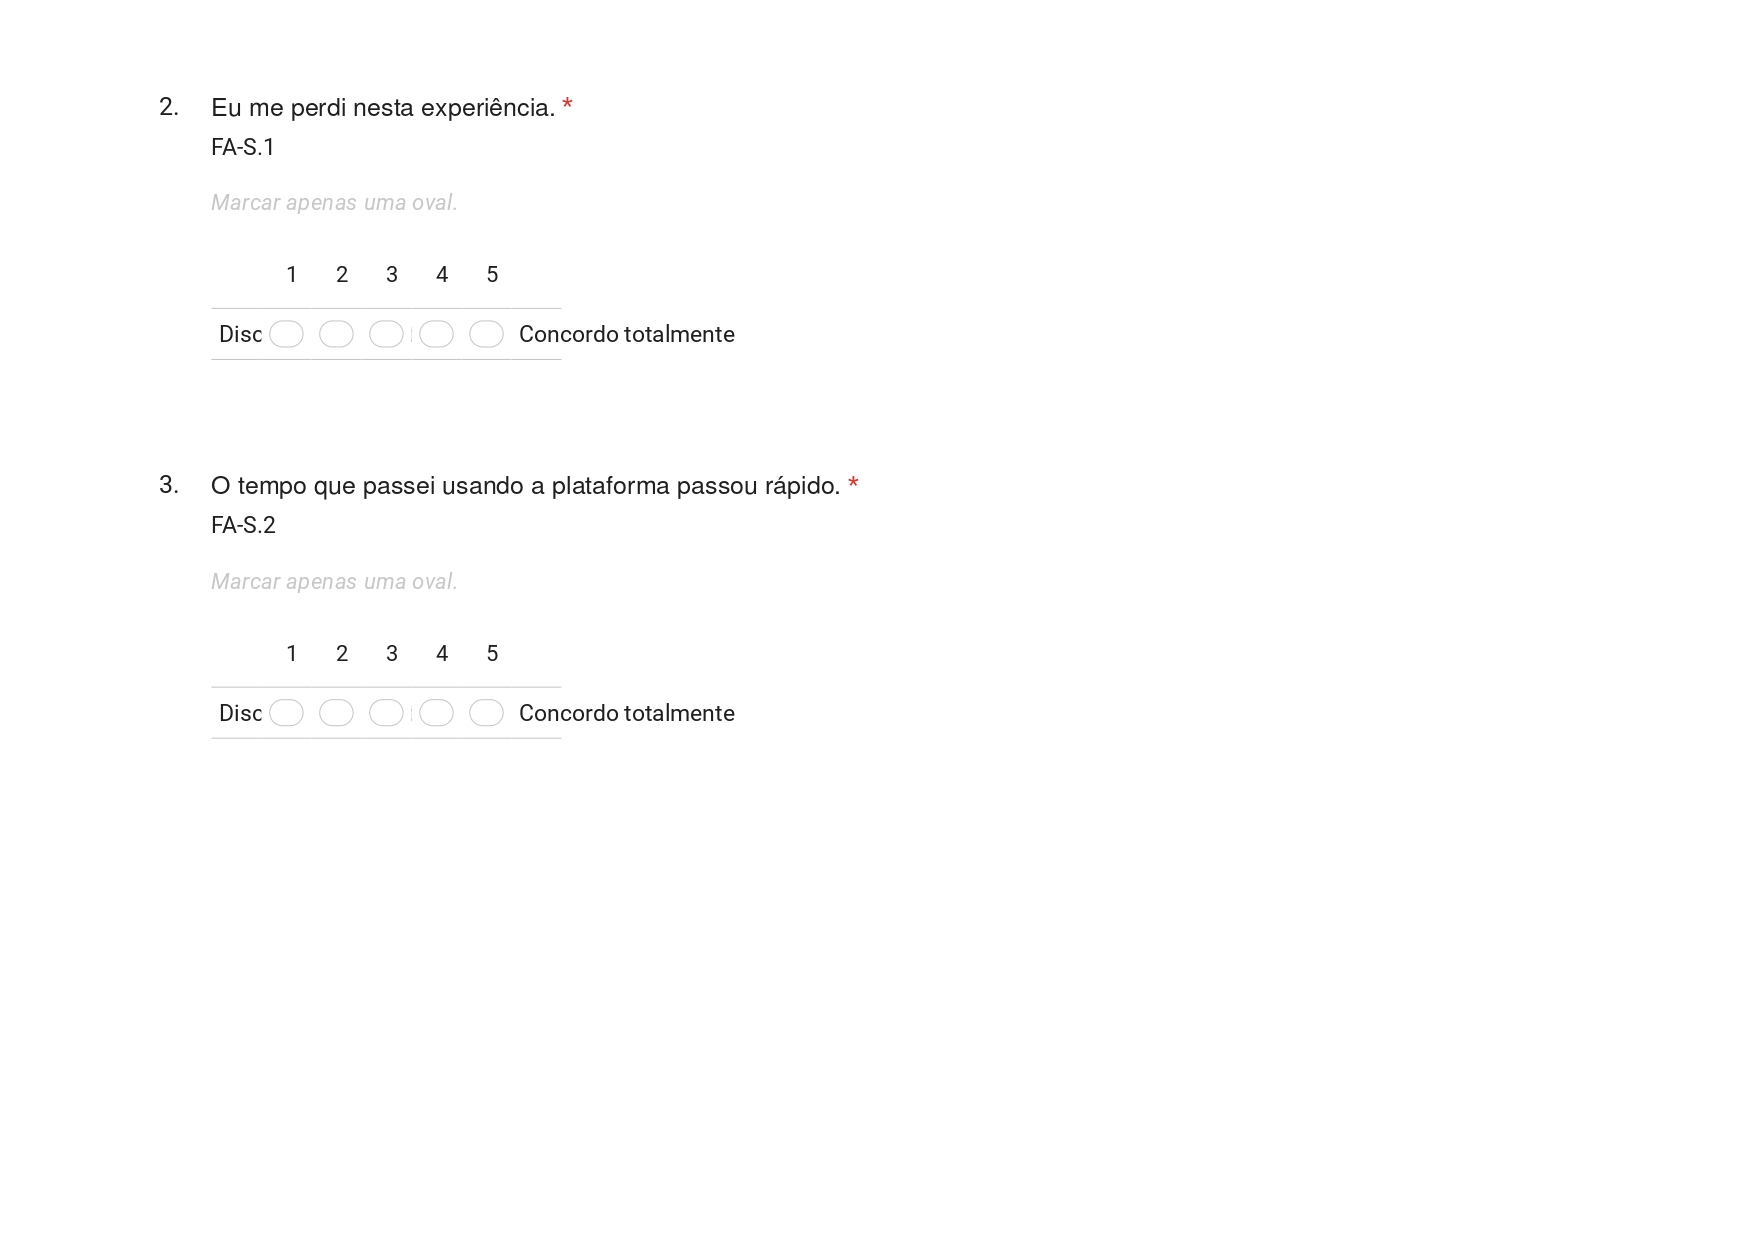 2. Eu me perdi nesta experiência. *
FA-S.1
Marcar apenas uma oval.
1 2 3 4 5
Disc Concordo totalmente
3. O tempo que passei usando a plataforma passou rápido. *
FA-S.2
Marcar apenas uma oval.
1 2 3 4 5
Disc Concordo totalmente